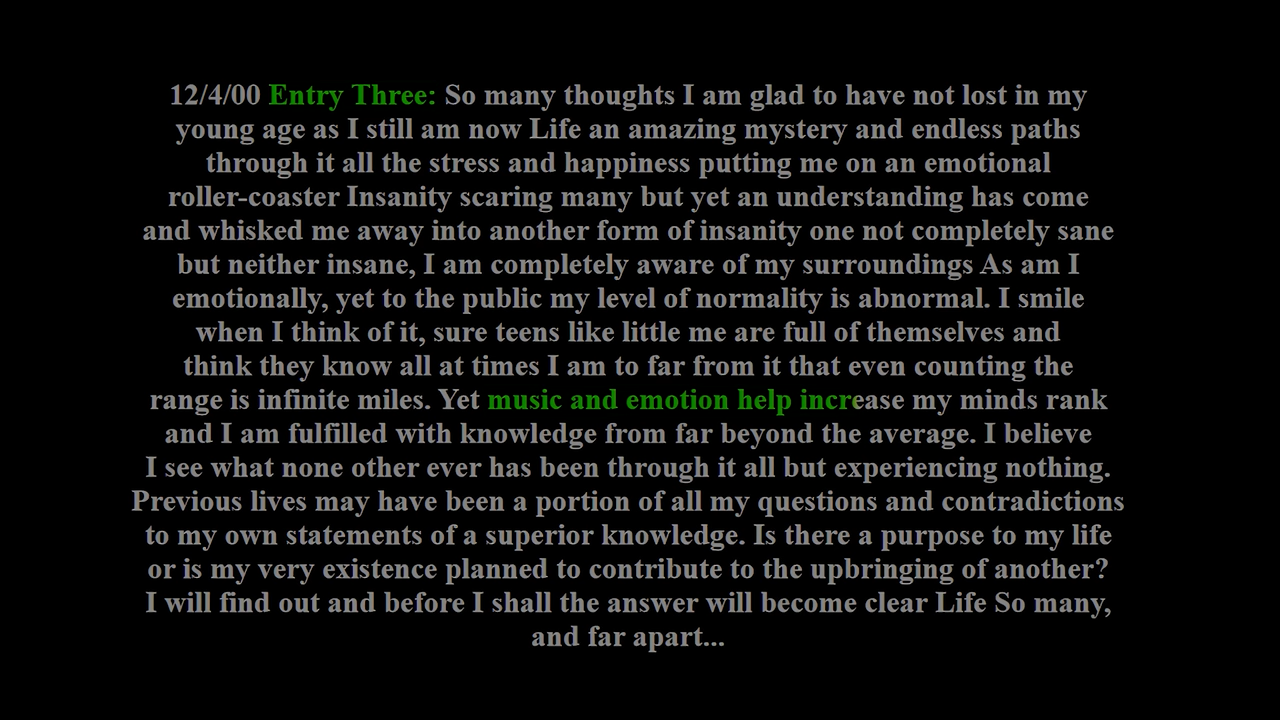 12/4/00 Entry Three: So many thoughts I am glad to have not lost in my
young age as I still am now Life an amazing mystery and endless paths
through it all the stress and happiness putting me on an emotional
roller-coaster Insanity scaring many but yet an understanding has come
and whisked me away into another form of insanity one not completely sane
but neither insane, I am completely aware of my surroundings As am I
emotionally, yet to the public my level of normality is abnormal. I smile
when I think of it, sure teens like little me are full of themselves and
think they know all at times I am to far from it that even counting the
range is infinite miles. Yet music and emotion help increase my minds rank
and I am fulfilled with knowledge from far beyond the average. I believe
I see what none other ever has been through it all but experiencing nothing.
Previous lives may have been a portion of all my questions and contradictions
to my own statements of a superior knowledge. Is there a purpose to my life
or is my very existence planned to contribute to the upbringing of another?
I will find out and before I shall the answer will become clear Life So many,
and far apart...